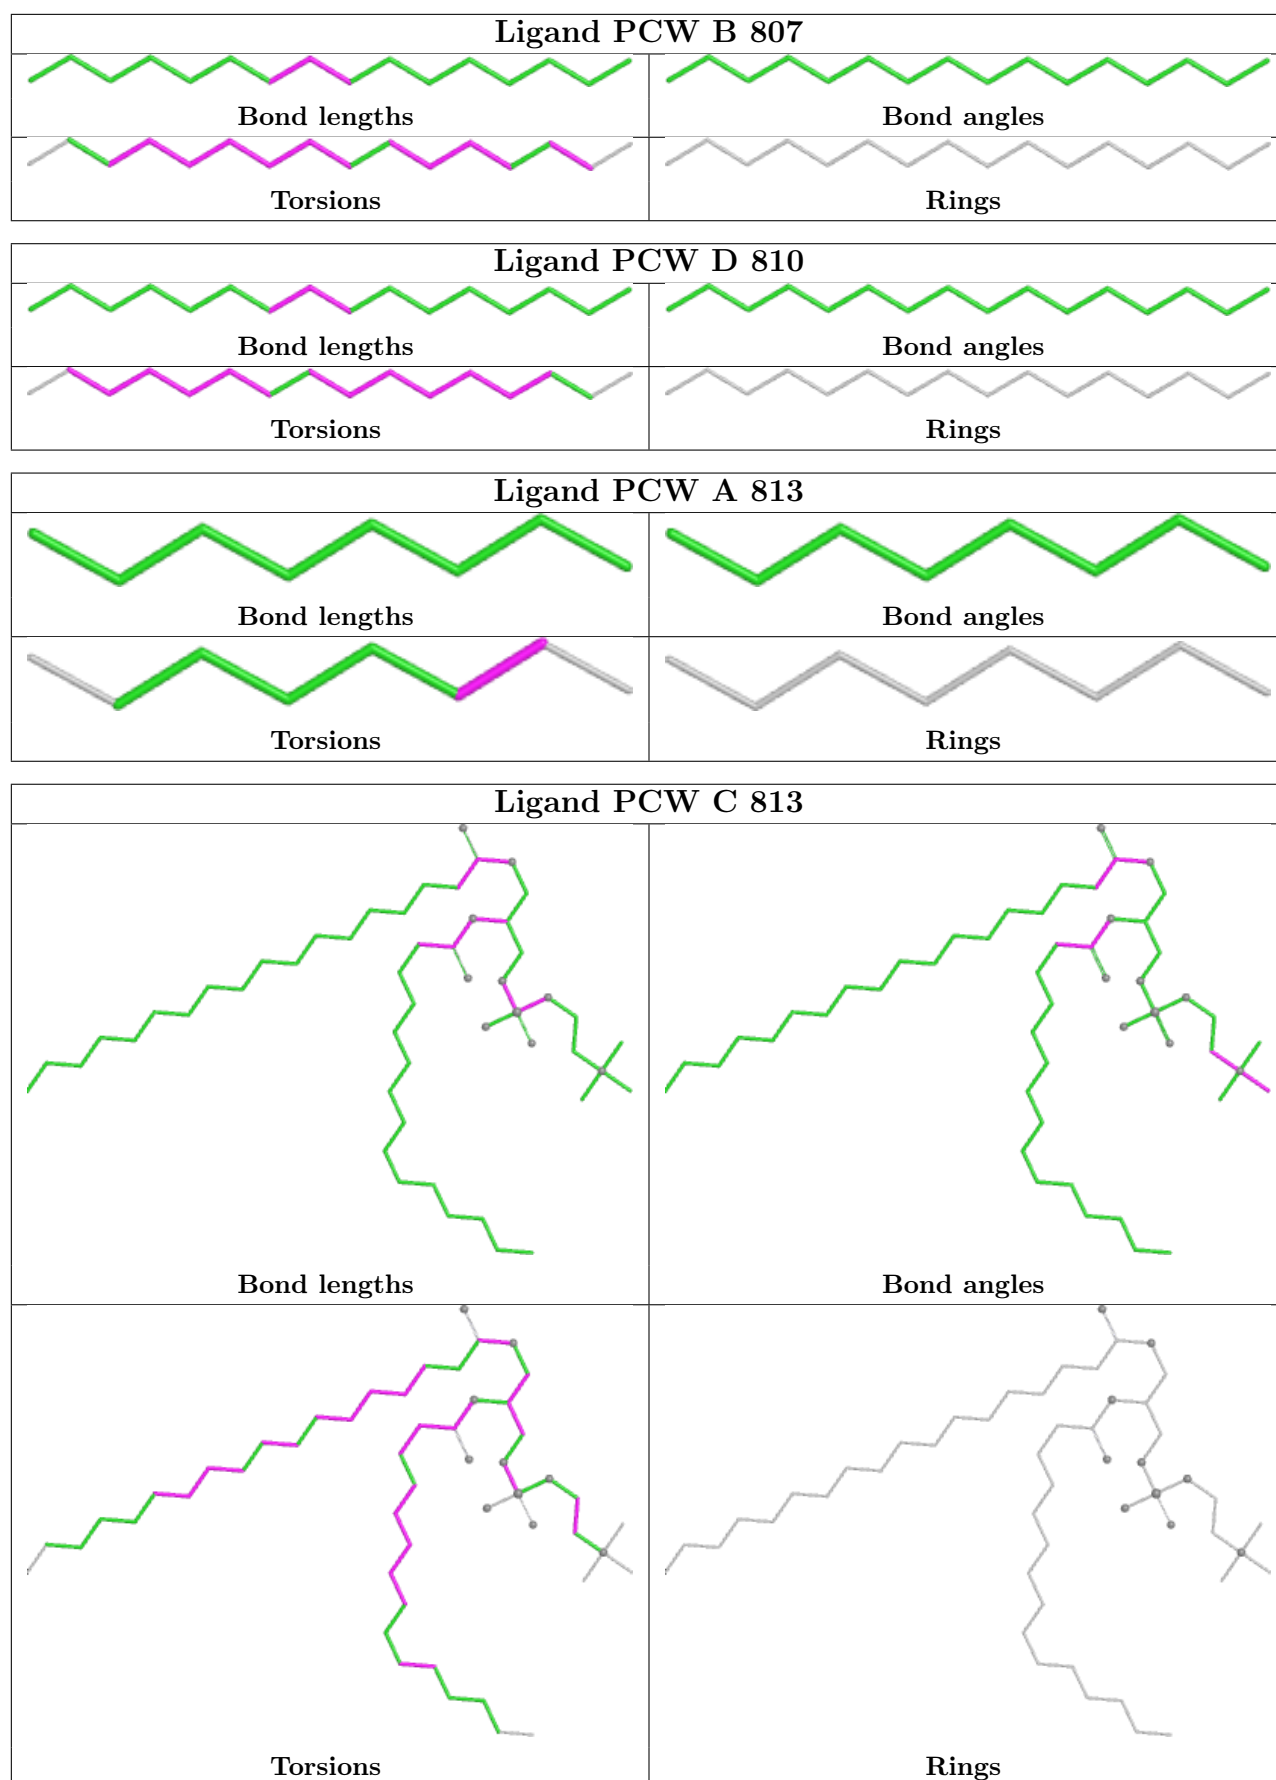 Ligand PCW B 807
Bond lengths
Bond angles
Torsions
Rings
Ligand PCW D 810
Bond lengths
Bond angles
Torsions
Rings
Ligand PCW A 813
Bond lengths
Bond angles
Torsions
Rings
Ligand PCW C 813
Bond lengths
Bond angles
Torsions
Rings